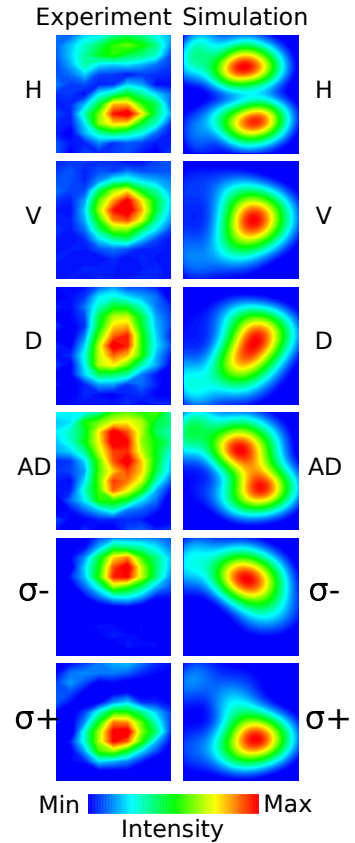 Experiment Simulation
H H
V V
D D
AD AD
σ- σ-
σ+ σ+
Min Max
Intensity